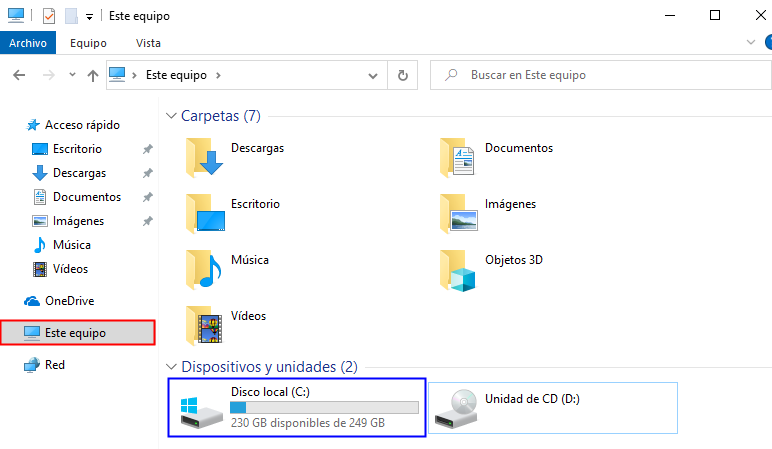 Este equipo
Archivo Equipo Vista
Este equipo
Buscar en Este equipo
Acceso rápido
Escritorio
Descargas
Documentos
Imágenes
Música
Vídeos
OneDrive
Este equipo
Red
Carpetas (7)
Descargas
Documentos
Escritorio
Imágenes
Música
Objetos 3D
Vídeos
Dispositivos y unidades (2)
Disco local (C:)
230 GB disponibles de 249 GB
Unidad de CD (D:)